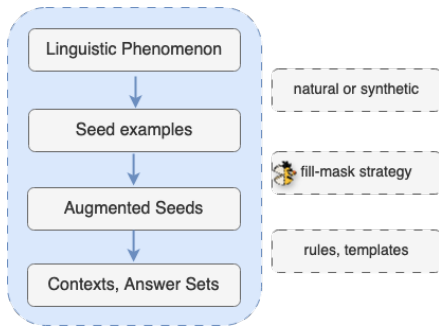 Linguistic Phenomenon
natural or synthetic
Seed examples
fill-mask strategy
Augmented Seeds
rules, templates
Contexts, Answer Sets